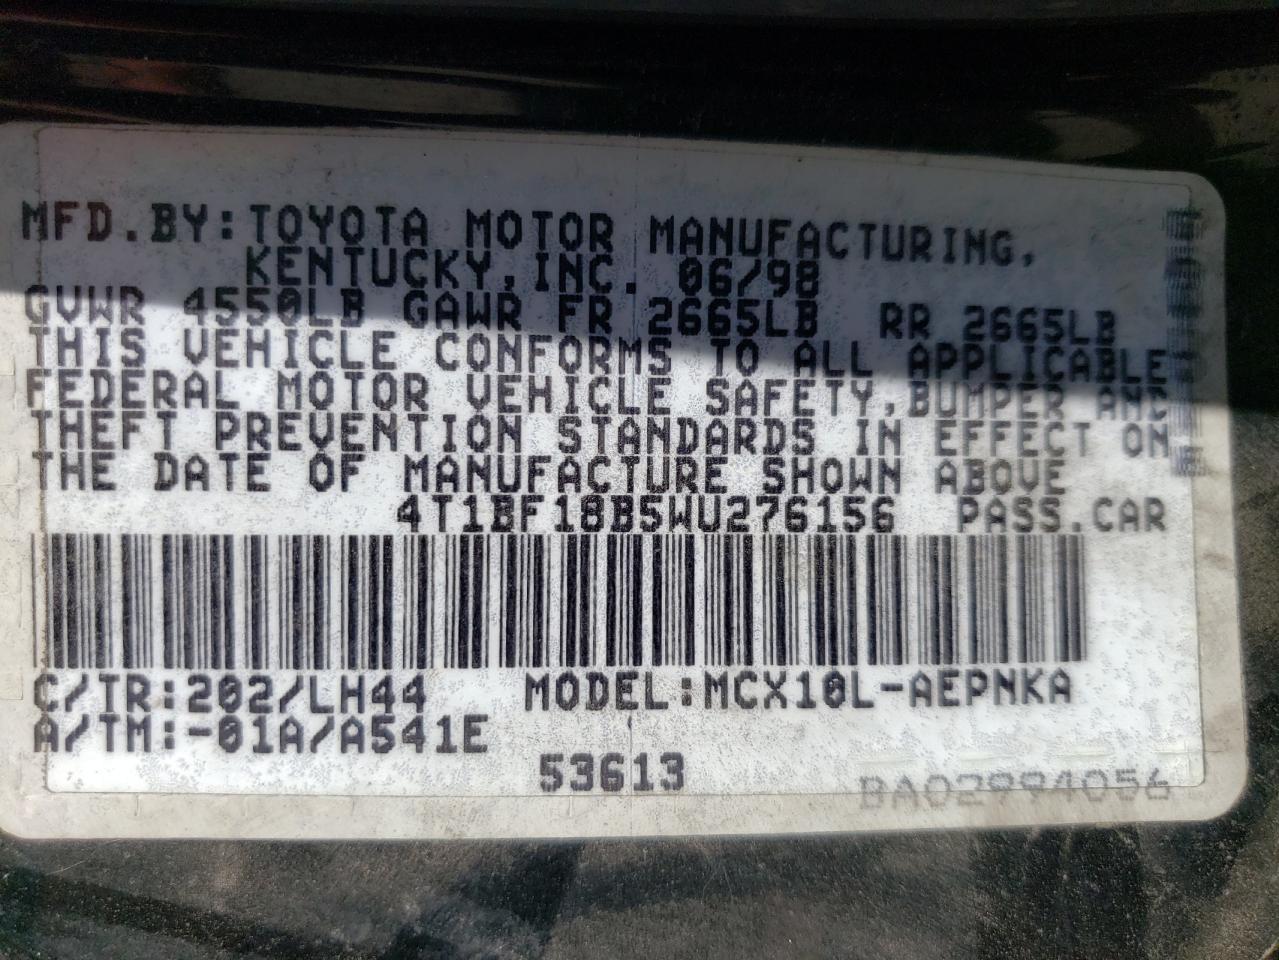 MFD.BY:TOYOTA MOTOR MANUFACTURING,
KENTUCKY,INC. 06/98
GVWR 4550LB GAWR FR 2665LB RR 2665LB
THIS VEHICLE CONFORMS TO ALL APPLICABLE
FEDERAL MOTOR VEHICLE SAFETY,BUMPER AND
THEFT PREVENTION STANDARDS IN EFFECT ON
THE DATE OF MANUFACTURE SHOWN ABOVE
4T1BF18B5WU276156 PASS.CAR
C/TR:202/LH44 MODEL:MCX10L-AEPNKA
A/TM:-01A/A541E
53613
BA02994056